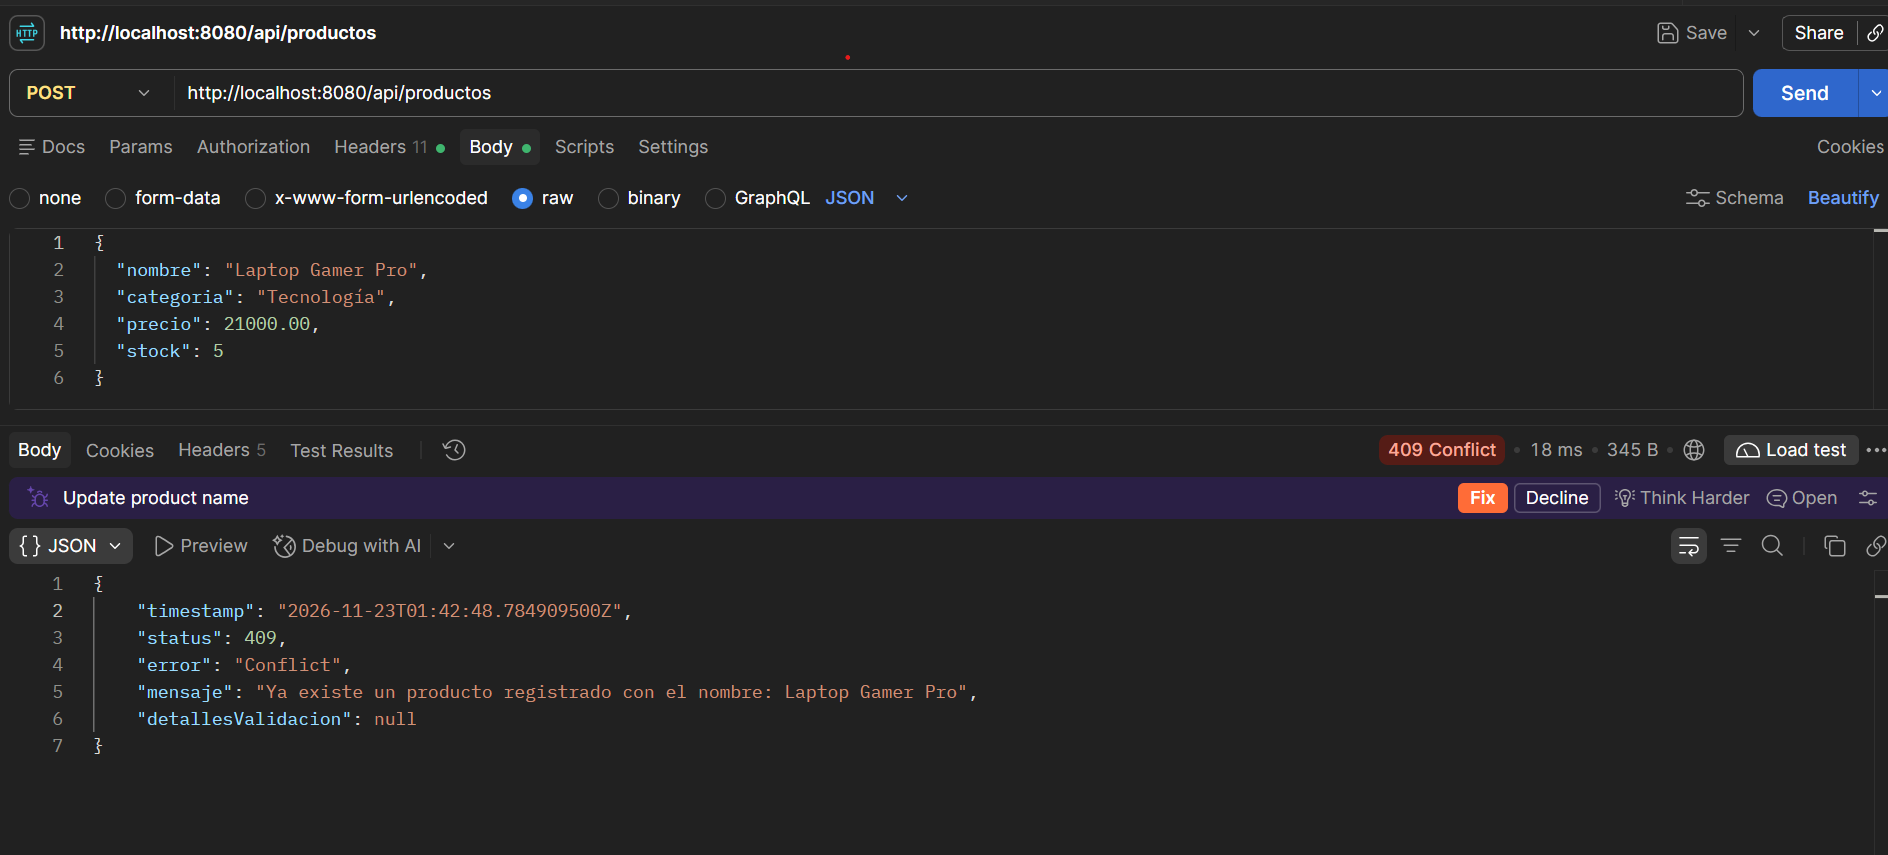 HTTP http://localhost:8080/api/productos Save Share
POST http://localhost:8080/api/productos Send
Docs Params Authorization Headers 11 Body Scripts Settings Cookies
none form-data x-www-form-urlencoded raw binary GraphQL JSON Schema Beautify
1 {
2 "nombre": "Laptop Gamer Pro",
3 "categoria": "Tecnología",
4 "precio": 21000.00,
5 "stock": 5
6 }
Body Cookies Headers 5 Test Results 409 Conflict • 18 ms • 345 B • Load test
Update product name Fix Decline Think Harder Open
{} JSON Preview Debug with AI
1 {
2 "timestamp": "2026-11-23T01:42:48.784909500Z",
3 "status": 409,
4 "error": "Conflict",
5 "mensaje": "Ya existe un producto registrado con el nombre: Laptop Gamer Pro",
6 "detallesValidacion": null
7 }